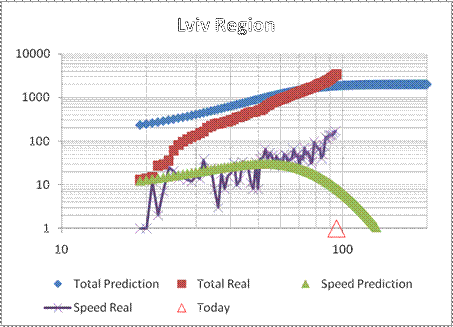 Lviv Region
10000
1000
100
10
1
10 100
Total Prediction Total Real Speed Prediction
Speed Real Today